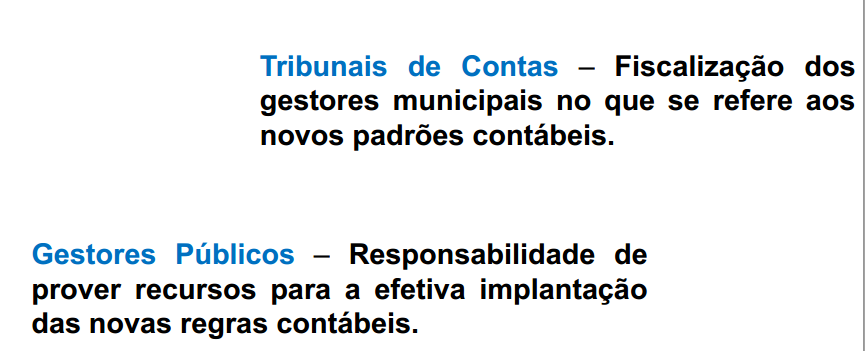 Tribunais de Contas – Fiscalização dos
gestores municipais no que se refere aos
novos padrões contábeis.
Gestores Públicos – Responsabilidade de
prover recursos para a efetiva implantação
das novas regras contábeis.